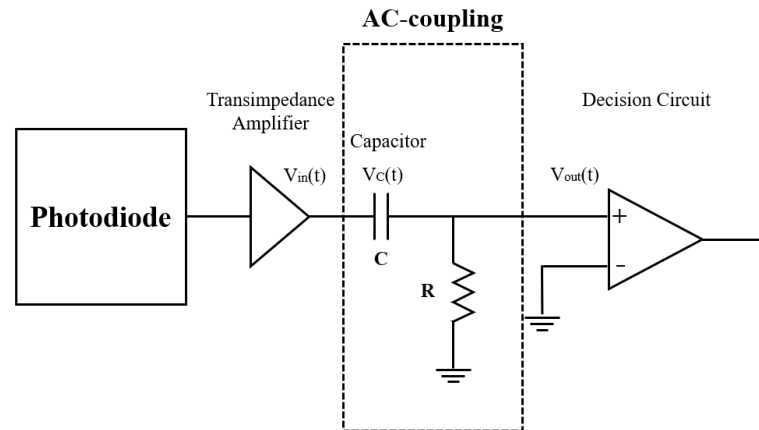 AC-coupling
Transimpedance
Amplifier
Decision Circuit
Capacitor
Vin(t)
VC(t)
Vout(t)
Photodiode
+
-
C
R